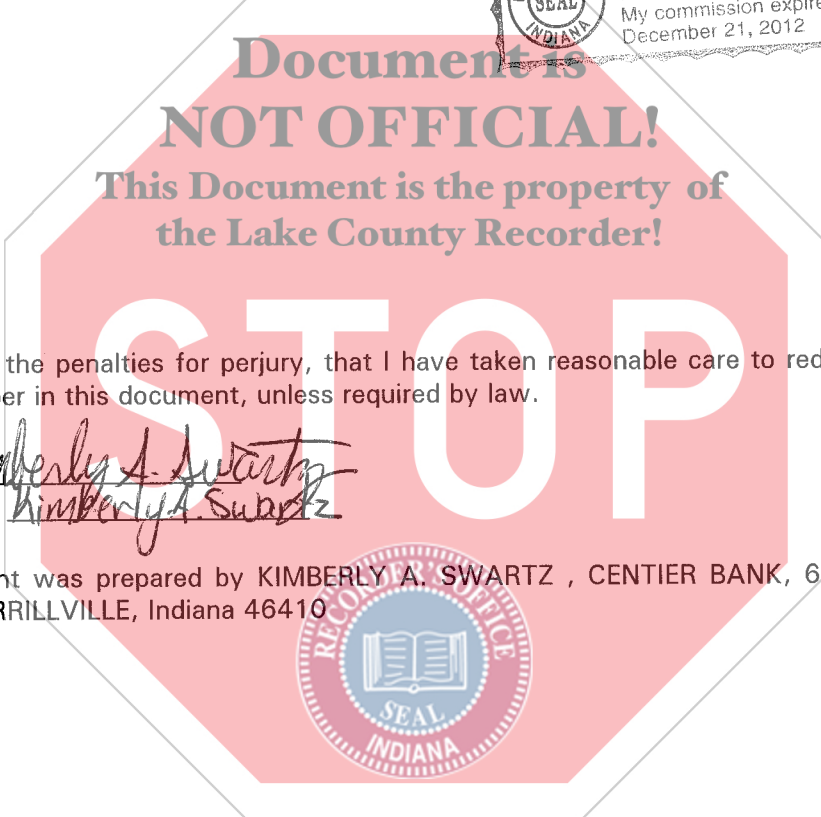 SEAL
INDIANA
My commission expire
December 21, 2012
Document is
NOT OFFICIAL!
This Document is the property of
the Lake County Recorder!
STOP
the penalties for perjury, that I have taken reasonable care to red
er in this document, unless required by law.
mberly A. Swartz
Kimberly A. Swartz
nt was prepared by KIMBERLY A. SWARTZ , CENTIER BANK, 6
RRILLVILLE, Indiana 46410
RECORDER'S OFFICE
SEAL
INDIANA